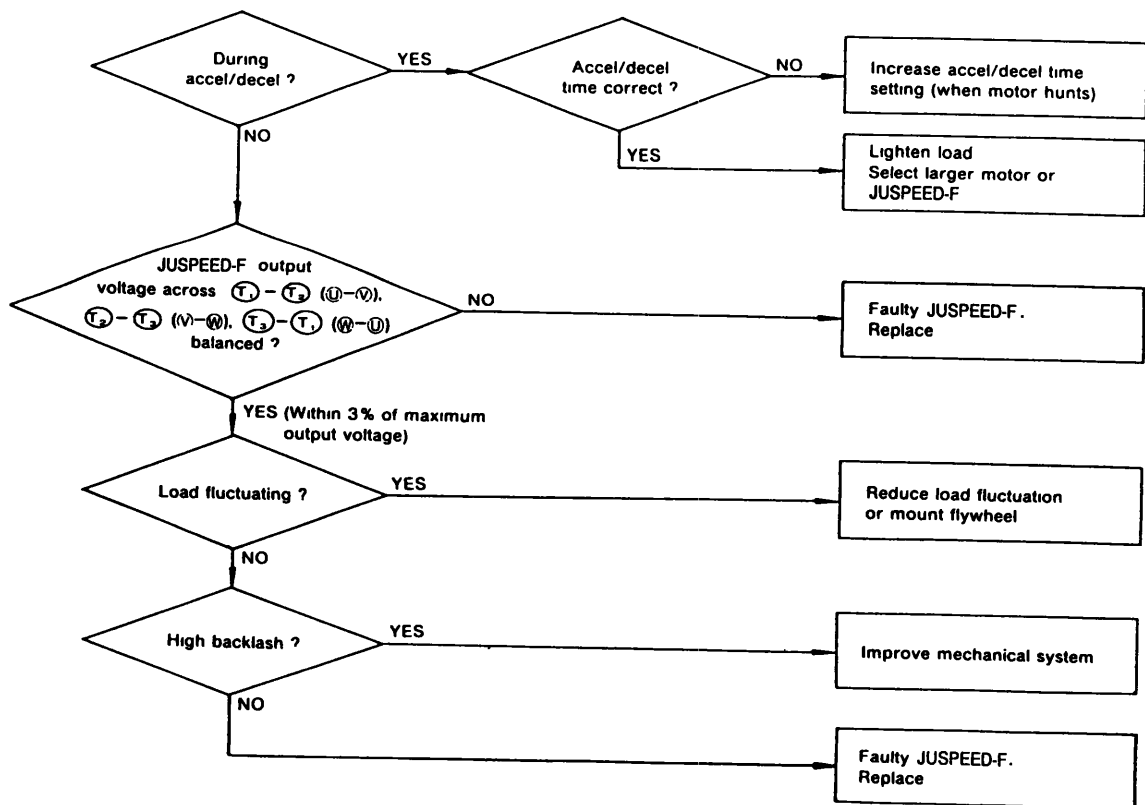 During
accel/decel ?
YES
Accel/decel
time correct ?
NO
Increase accel/decel time
setting (when motor hunts)
NO
YES
Lighten load
Select larger motor or
JUSPEED-F
JUSPEED-F output
voltage across T₁ – T₂ (U–V),
T₂ – T₃ (V–W), T₃ – T₁ (W–U)
balanced ?
NO
Faulty JUSPEED-F.
Replace
YES (Within 3% of maximum
output voltage)
Load fluctuating ?
YES
Reduce load fluctuation
or mount flywheel
NO
High backlash ?
YES
Improve mechanical system
NO
Faulty JUSPEED-F.
Replace